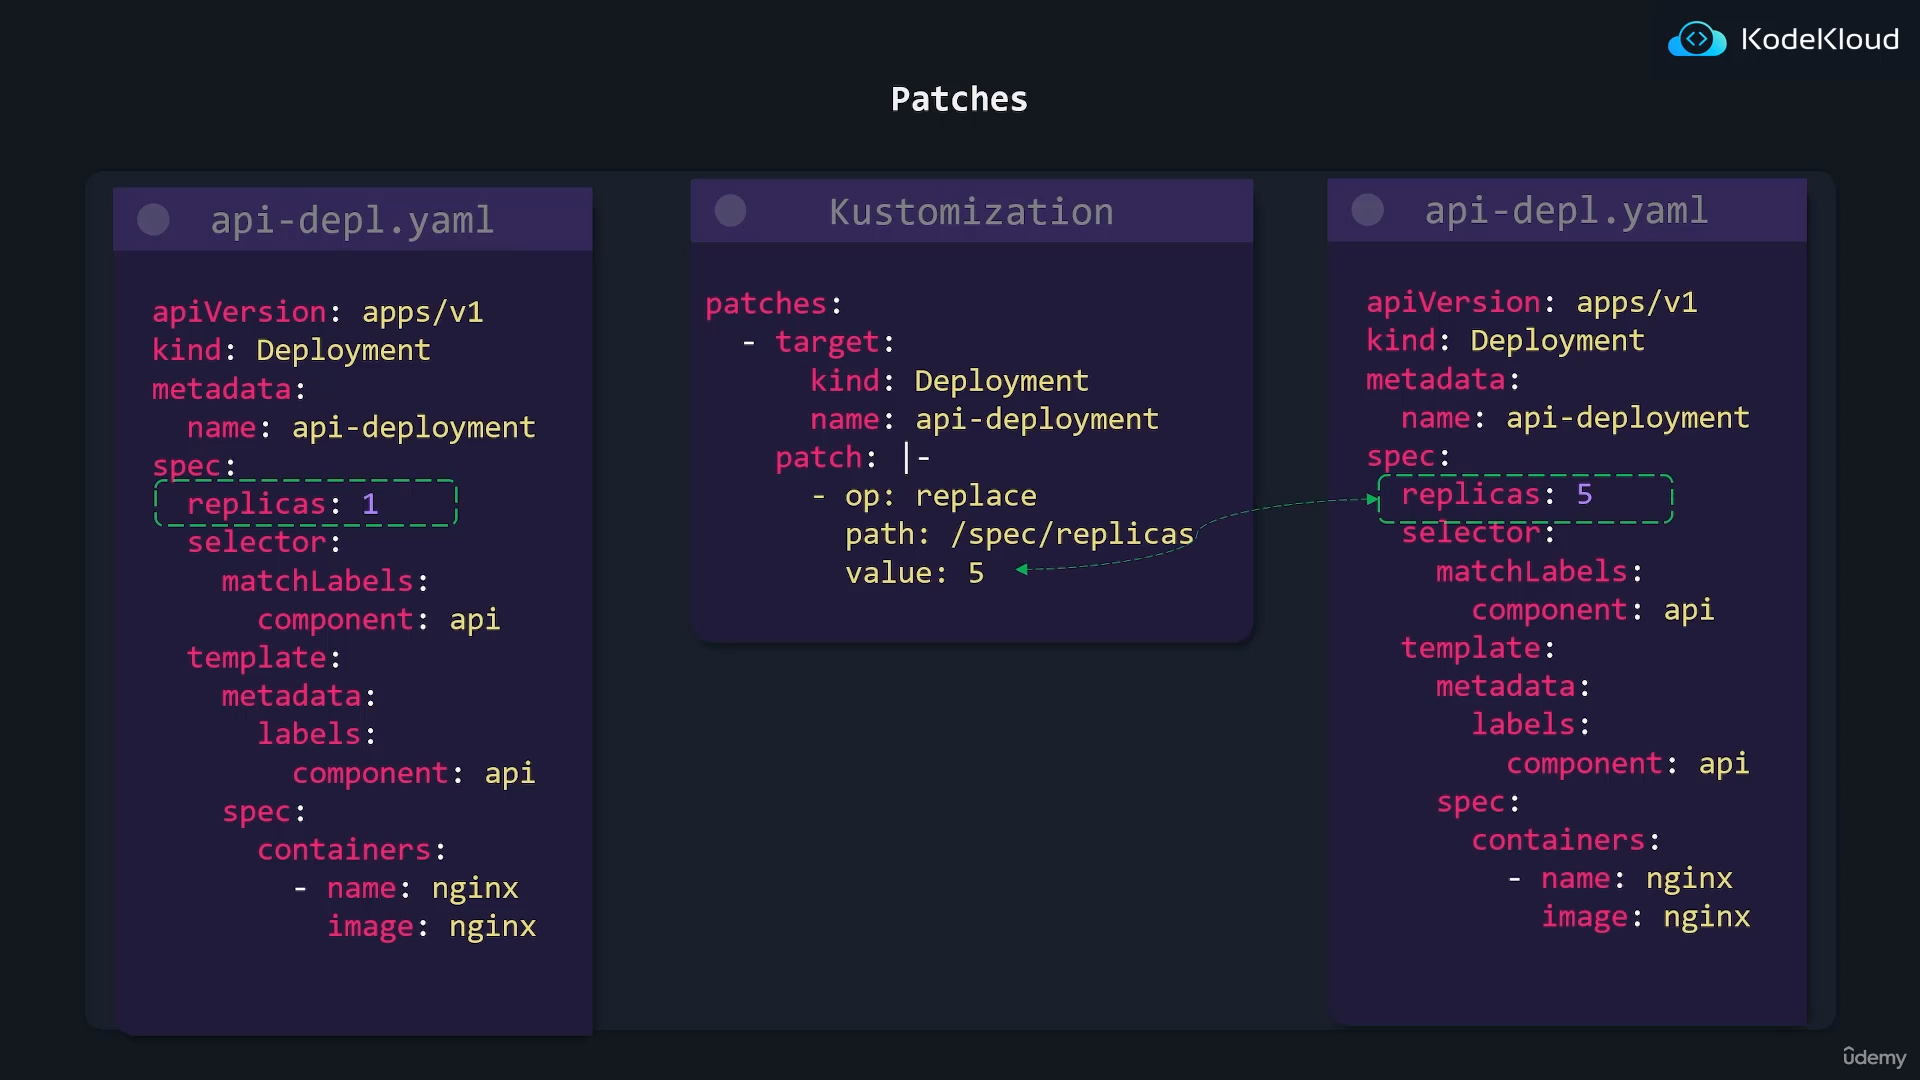 KodeKloud
Patches
api-depl.yaml
apiVersion: apps/v1
kind: Deployment
metadata:
  name: api-deployment
spec:
  replicas: 1
  selector:
    matchLabels:
      component: api
  template:
    metadata:
      labels:
        component: api
    spec:
      containers:
        - name: nginx
          image: nginx
Kustomization
patches:
  - target:
      kind: Deployment
      name: api-deployment
    patch: |-
      - op: replace
        path: /spec/replicas
        value: 5
api-depl.yaml
apiVersion: apps/v1
kind: Deployment
metadata:
  name: api-deployment
spec:
  replicas: 5
  selector:
    matchLabels:
      component: api
  template:
    metadata:
      labels:
        component: api
    spec:
      containers:
        - name: nginx
          image: nginx
ûdemy